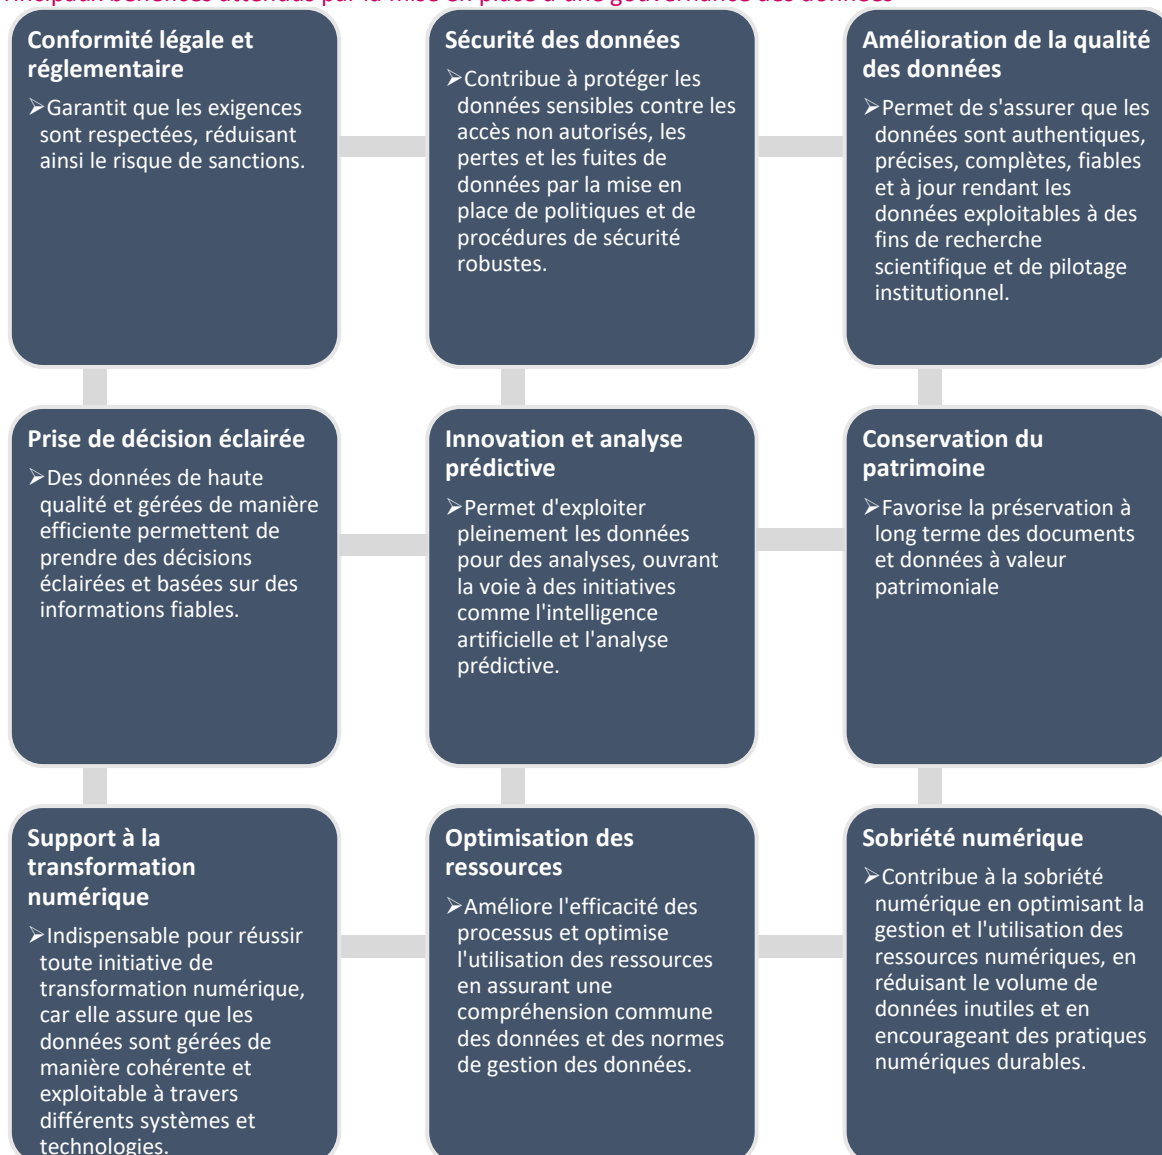 principaux bénéfices attendus par la mise en place d'une gouvernance des données
Conformité légale et
réglementaire
➢Garantit que les exigences
sont respectées, réduisant
ainsi le risque de sanctions.
Sécurité des données
➢Contribue à protéger les
données sensibles contre les
accès non autorisés, les
pertes et les fuites de
données par la mise en
place de politiques et de
procédures de sécurité
robustes.
Amélioration de la qualité
des données
➢Permet de s'assurer que les
données sont authentiques,
précises, complètes, fiables
et à jour rendant les
données exploitables à des
fins de recherche
scientifique et de pilotage
institutionnel.
Prise de décision éclairée
➢Des données de haute
qualité et gérées de manière
efficiente permettent de
prendre des décisions
éclairées et basées sur des
informations fiables.
Innovation et analyse
prédictive
➢Permet d'exploiter
pleinement les données
pour des analyses, ouvrant
la voie à des initiatives
comme l'intelligence
artificielle et l'analyse
prédictive.
Conservation du
patrimoine
➢Favorise la préservation à
long terme des documents
et données à valeur
patrimoniale
Support à la
transformation
numérique
➢Indispensable pour réussir
toute initiative de
transformation numérique,
car elle assure que les
données sont gérées de
manière cohérente et
exploitable à travers
différents systèmes et
technologies.
Optimisation des
ressources
➢Améliore l'efficacité des
processus et optimise
l'utilisation des ressources
en assurant une
compréhension commune
des données et des normes
de gestion des données.
Sobriété numérique
➢Contribue à la sobriété
numérique en optimisant la
gestion et l'utilisation des
ressources numériques, en
réduisant le volume de
données inutiles et en
encourageant des pratiques
numériques durables.